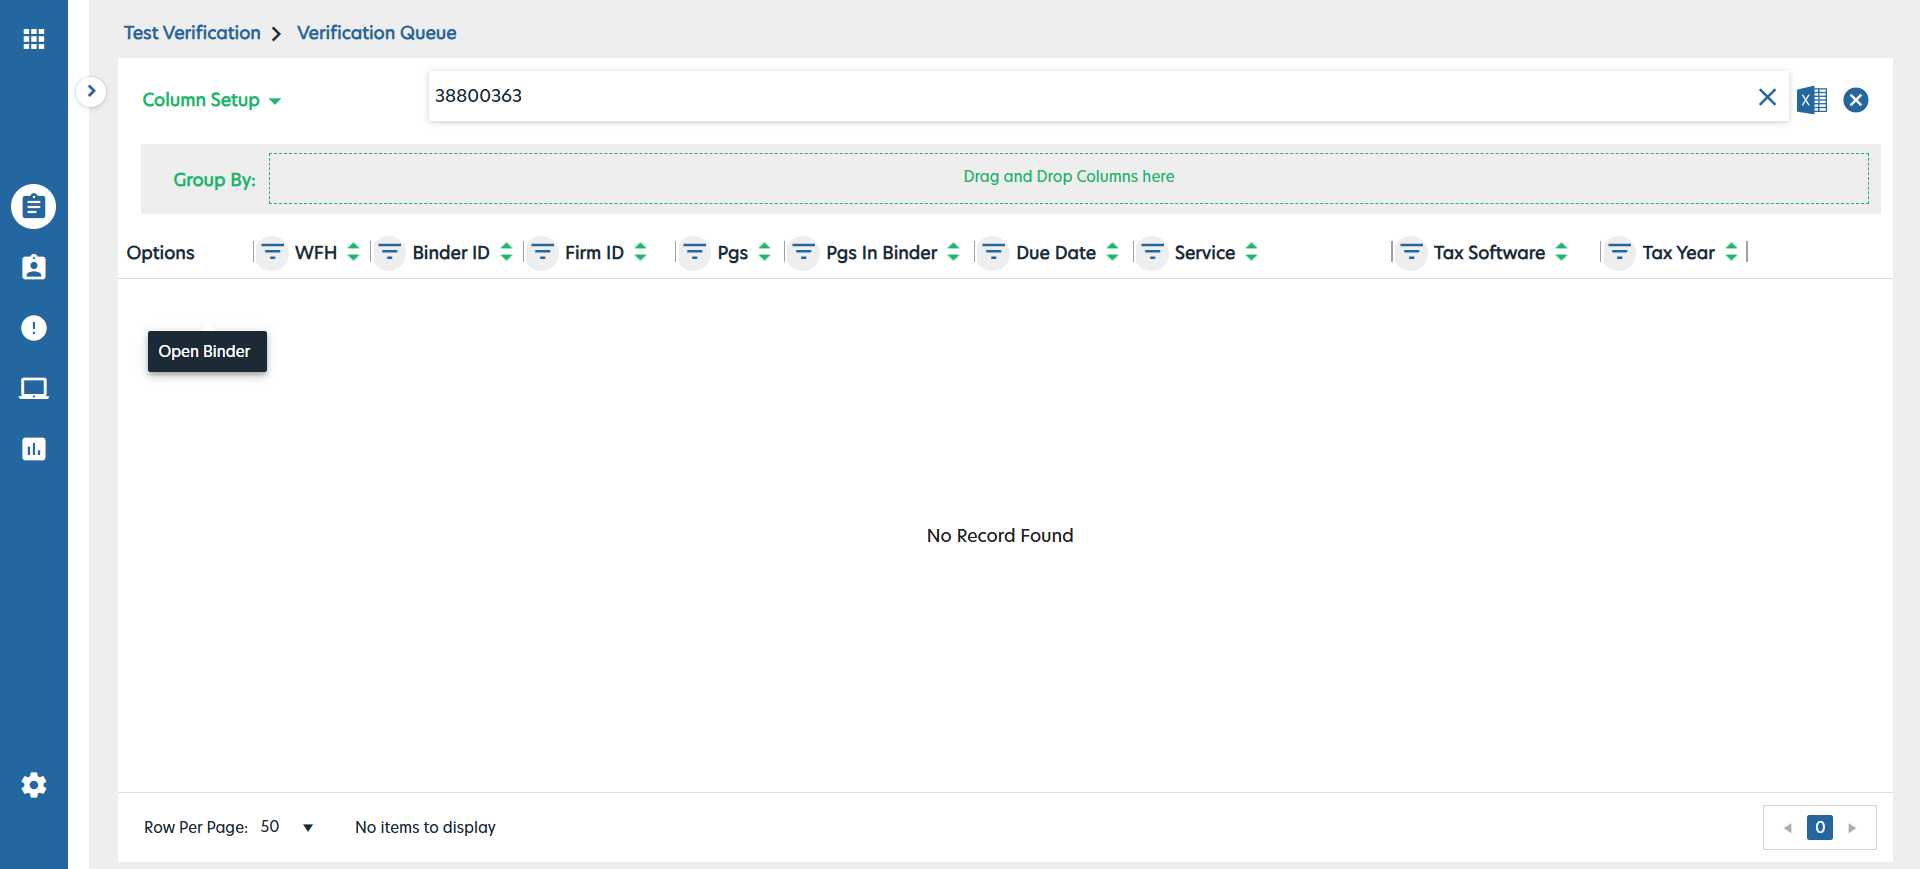 Test Verification > Verification Queue
Column Setup
38800363
Group By:
Drag and Drop Columns here
Options WFH Binder ID Firm ID Pgs Pgs In Binder Due Date Service Tax Software Tax Year
Open Binder
No Record Found
Row Per Page: 50 No items to display 0